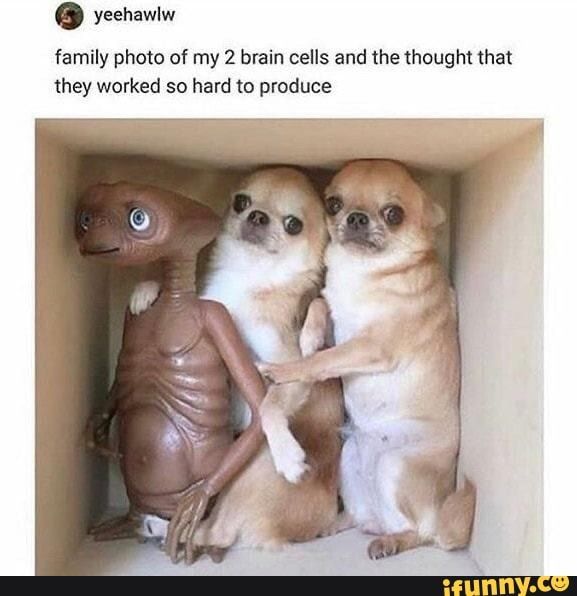 yeehawlw
family photo of my 2 brain cells and the thought that
they worked so hard to produce
ifunny.co